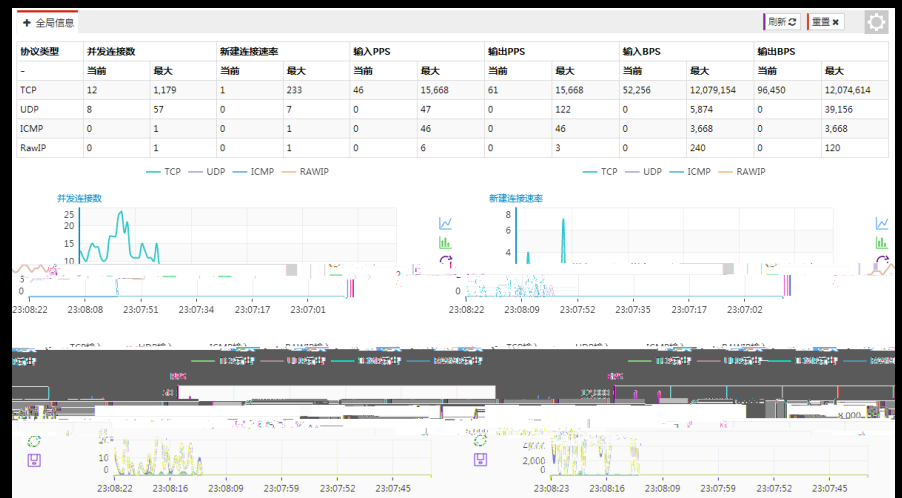 全局信息
刷新
重置
协议类型 并发连接数 新建连接速率 输入PPS 输出PPS 输入BPS 输出BPS
- 当前 最大 当前 最大 当前 最大 当前 最大 当前 最大 当前 最大
TCP 12 1,179 1 233 46 15,668 61 15,668 52,256 12,079,154 96,450 12,074,614
UDP 8 57 0 7 0 47 0 122 0 5,874 0 39,156
ICMP 0 1 0 1 0 46 0 46 0 3,668 0 3,668
RawIP 0 1 0 1 0 6 0 3 0 240 0 120
TCP UDP ICMP RAWIP
TCP UDP ICMP RAWIP
并发连接数
新建连接速率
25
20
15
10
8
6
4
0
0
23:08:22 23:08:08 23:07:51 23:07:34 23:07:17 23:07:01
23:08:22 23:08:09 23:07:52 23:07:35 23:07:17 23:07:02
10
0
2,000
0
23:08:22 23:08:16 23:08:09 23:07:59 23:07:52 23:07:45
23:08:23 23:08:16 23:08:09 23:07:59 23:07:52 23:07:45